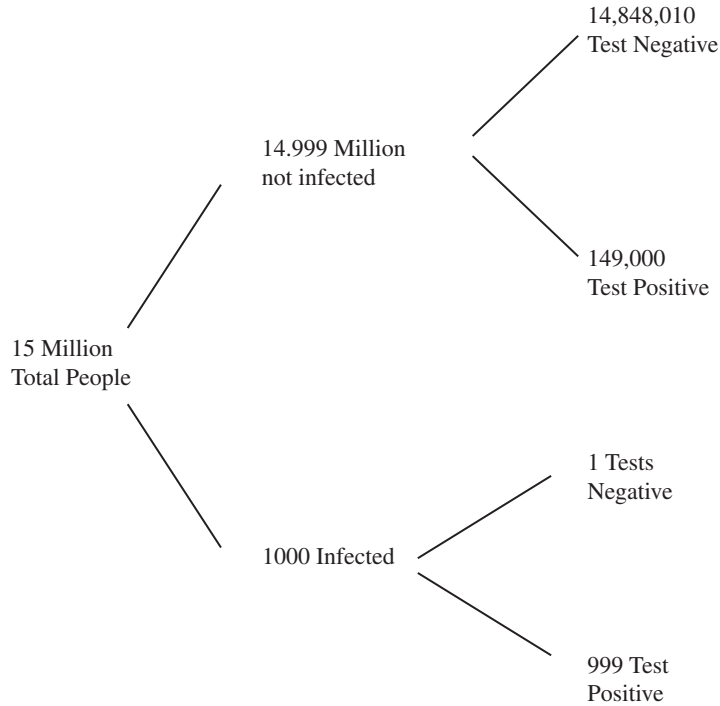 14,848,010
Test Negative
14.999 Million
not infected
149,000
Test Positive
15 Million
Total People
1 Tests
Negative
1000 Infected
999 Test
Positive